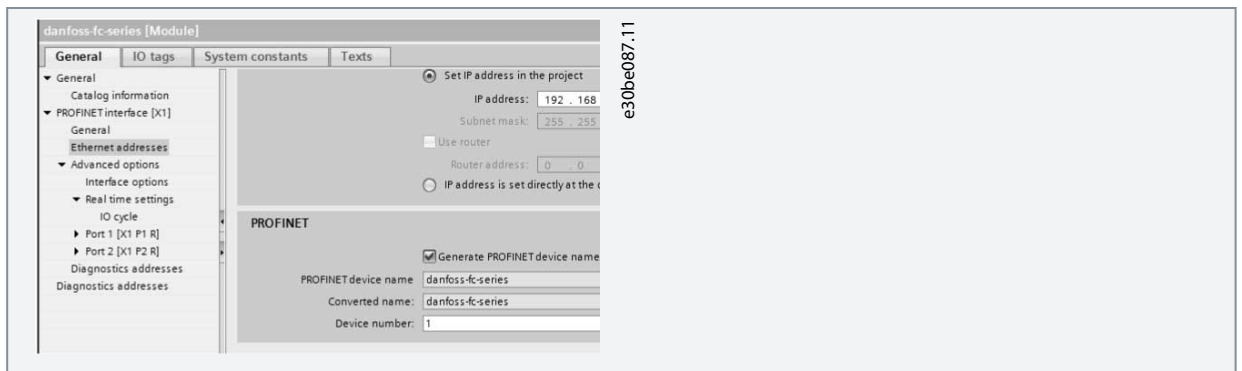 danfoss-fc-series [Module]
General IO tags System constants Texts
General
Catalog information
PROFINET interface [X1]
General
Ethernet addresses
Advanced options
Interface options
Real time settings
IO cycle
Port 1 [X1 P1 R]
Port 2 [X1 P2 R]
Diagnostics addresses
Diagnostics addresses
Set IP address in the project
IP address: 192 . 168
Subnet mask: 255 . 255
Use router
Router address: 0 . 0
IP address is set directly at the
PROFINET
Generate PROFINET device name
PROFINET device name danfoss-fc-series
Converted name: danfoss-fc-series
Device number: 1
e30be087.11